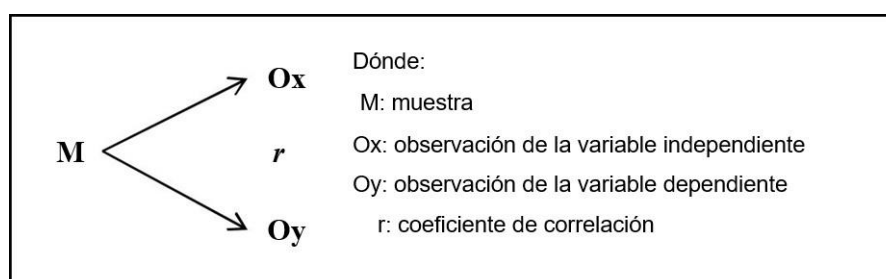 Dónde:
M: muestra
Ox: observación de la variable independiente
Oy: observación de la variable dependiente
r: coeficiente de correlación
Ox
M
r
Oy